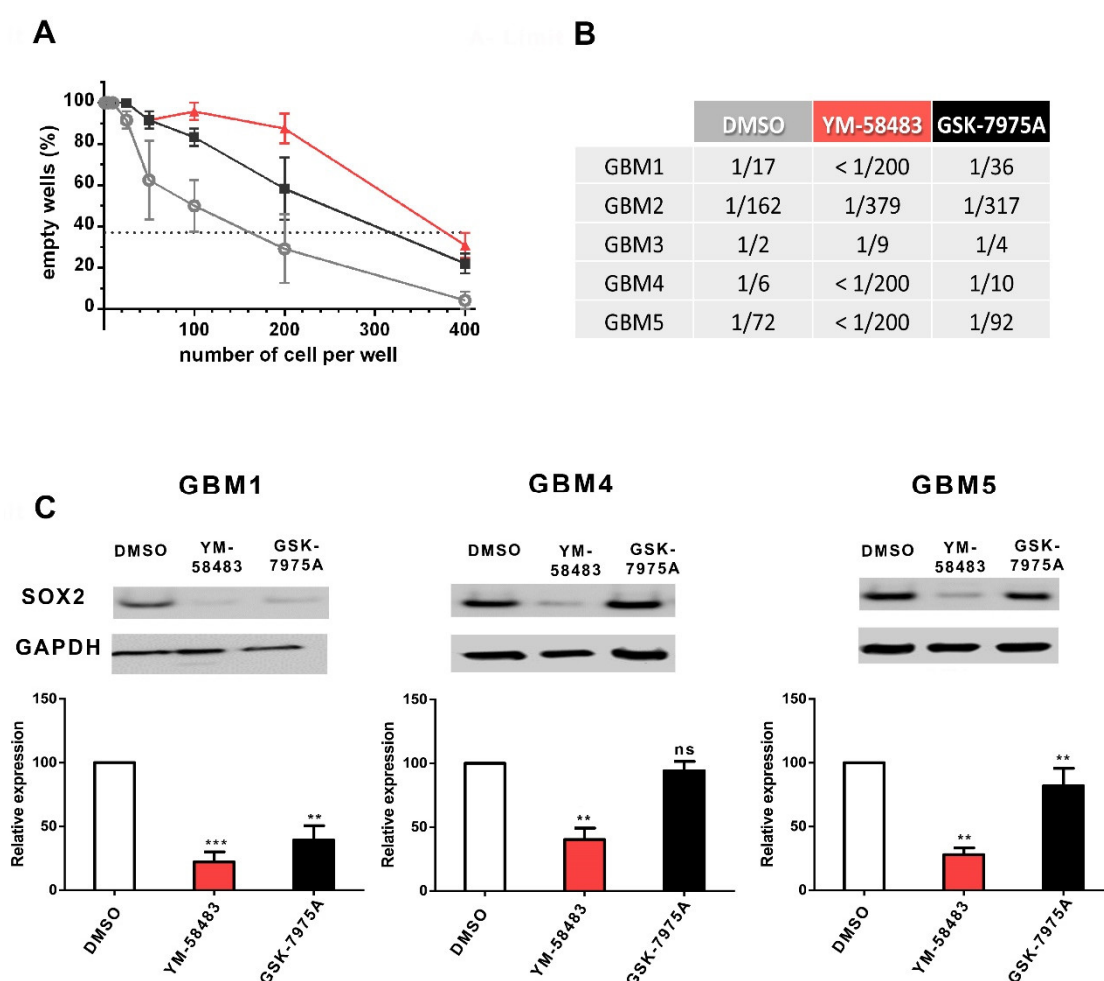 A
B
100
80
60
40
20
0
empty wells (%)
100 200 300 400
number of cell per well
DMSO YM-58483 GSK-7975A
GBM1 1/17 < 1/200 1/36
GBM2 1/162 1/379 1/317
GBM3 1/2 1/9 1/4
GBM4 1/6 < 1/200 1/10
GBM5 1/72 < 1/200 1/92
C
GBM1
DMSO YM-58483 GSK-7975A
SOX2
GAPDH
150
100
50
0
Relative expression
***
**
DMSO YM-58483 GSK-7975A
GBM4
DMSO YM-58483 GSK-7975A
150
100
50
0
Relative expression
**
ns
DMSO YM-58483 GSK-7975A
GBM5
DMSO YM-58483 GSK-7975A
150
100
50
0
Relative expression
**
**
DMSO YM-58483 GSK-7975A